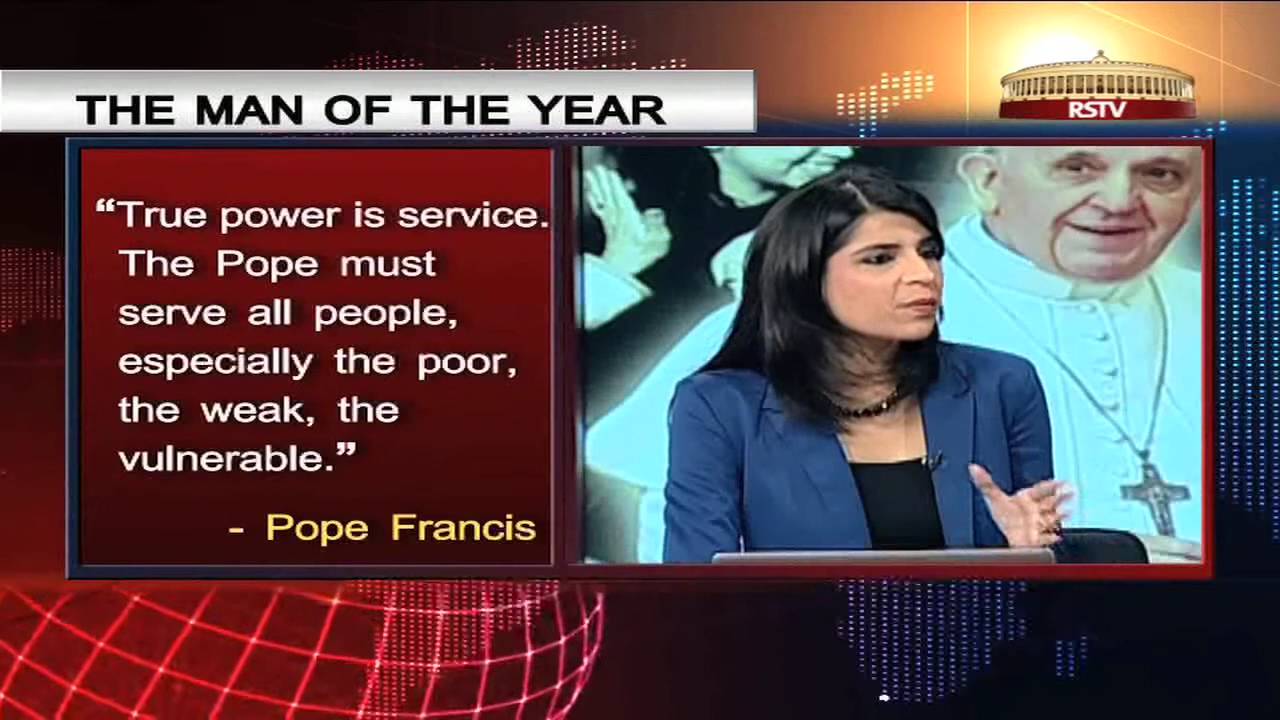 THE MAN OF THE YEAR
RSTV
“True power is service.
The Pope must
serve all people,
especially the poor,
the weak, the
vulnerable.”
- Pope Francis